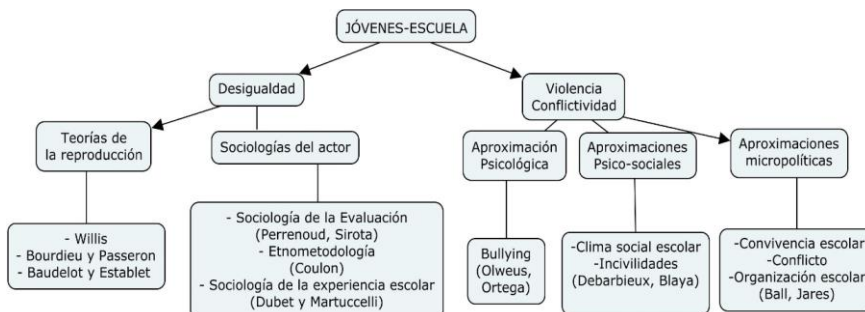 JÓVENES-ESCUELA
Desigualdad
Violencia
Conflictividad
Teorías de
la reproducción
Sociologías del actor
Aproximación
Psicológica
Aproximaciones
Psico-sociales
Aproximaciones
micropolíticas
- Willis
- Bourdieu y Passeron
- Baudelot y Establet
- Sociología de la Evaluación
(Perrenoud, Sirota)
- Etnometodología
(Coulon)
- Sociología de la experiencia escolar
(Dubet y Martuccelli)
Bullying
(Olweus,
Ortega)
-Clima social escolar
-Incivilidades
(Debarbieux, Blaya)
-Convivencia escolar
-Conflicto
-Organización escolar
(Ball, Jares)